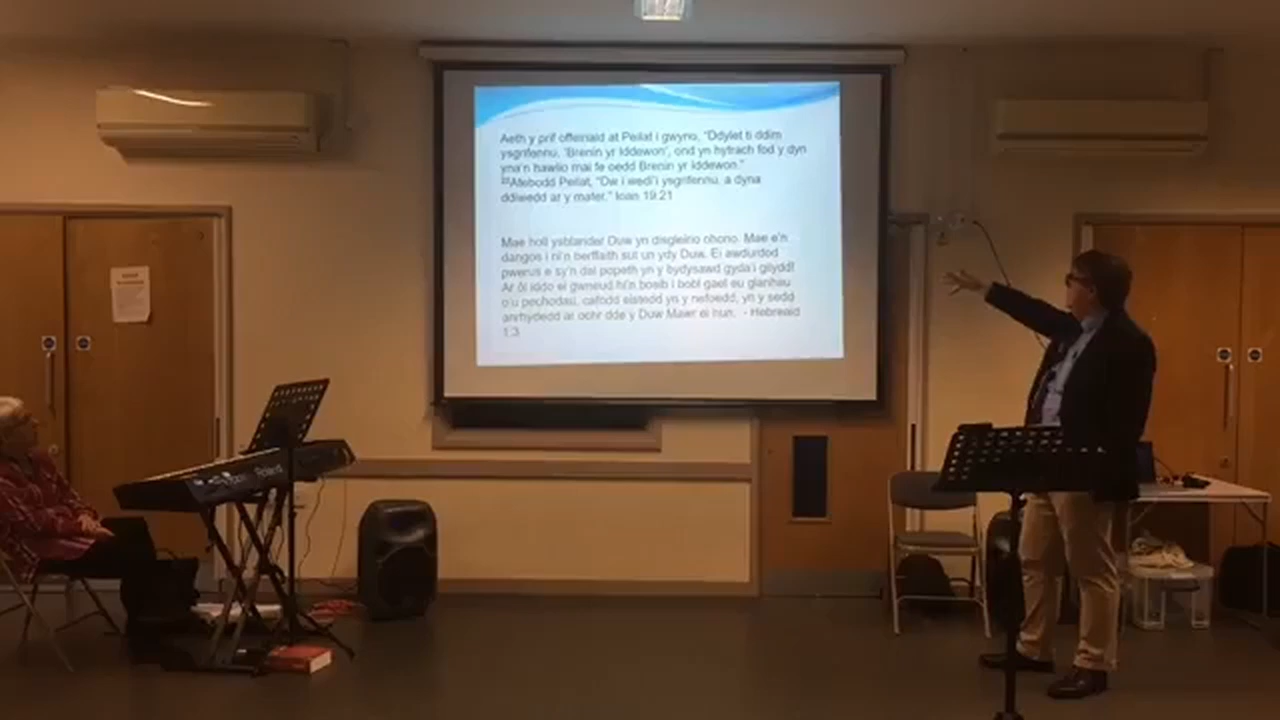 Aeth y prif offeiriaid at Peilat i gwyno, “Ddylet ti ddim
ysgrifennu, ‘Brenin yr Iddewon’, ond yn hytrach fod y dyn
yna’n hawlio mai fe oedd Brenin yr Iddewon.”
²²Atebodd Peilat, “Dw i wedi’i ysgrifennu, a dyna
ddiwedd ar y mater.” Ioan 19:21
Mae holl ysblander Duw yn disgleirio ohono. Mae e’n
dangos i ni’n berffaith sut un ydy Duw. Ei awdurdod
pwerus e sy’n dal popeth yn y bydysawd gyda’i gilydd!
Ar ôl iddo ei gwneud hi’n bosib i bobl gael eu glanhau
o’u pechodau, cafodd eistedd yn y nefoedd, yn y sedd
anrhydedd ar ochr dde y Duw Mawr ei hun. - Hebreaid
1:3
Roland